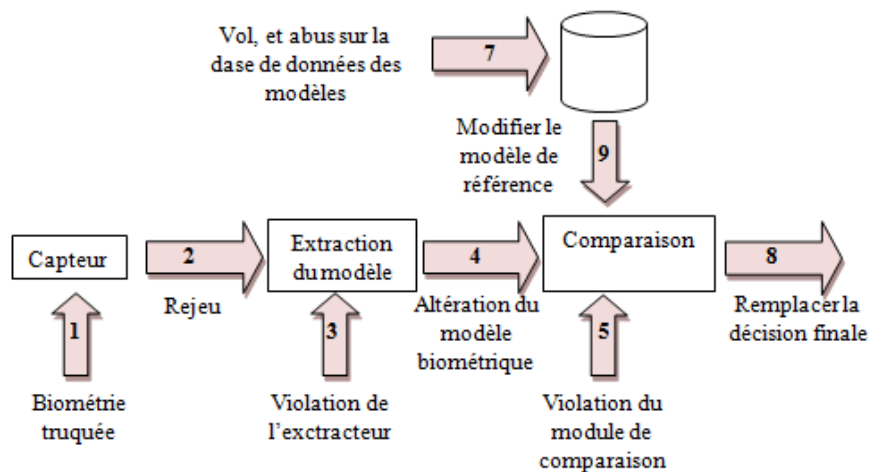 Vol, et abus sur la
dase de données des
modèles
7
Modifier le
modèle de
référence
9
Capteur
2
Rejeu
Extraction
du modèle
4
Altération du
modèle
biométrique
Comparaison
8
Remplacer la
décision finale
1
Biométrie
truquée
3
Violation de
l'exctracteur
5
Violation du
module de
comparaison